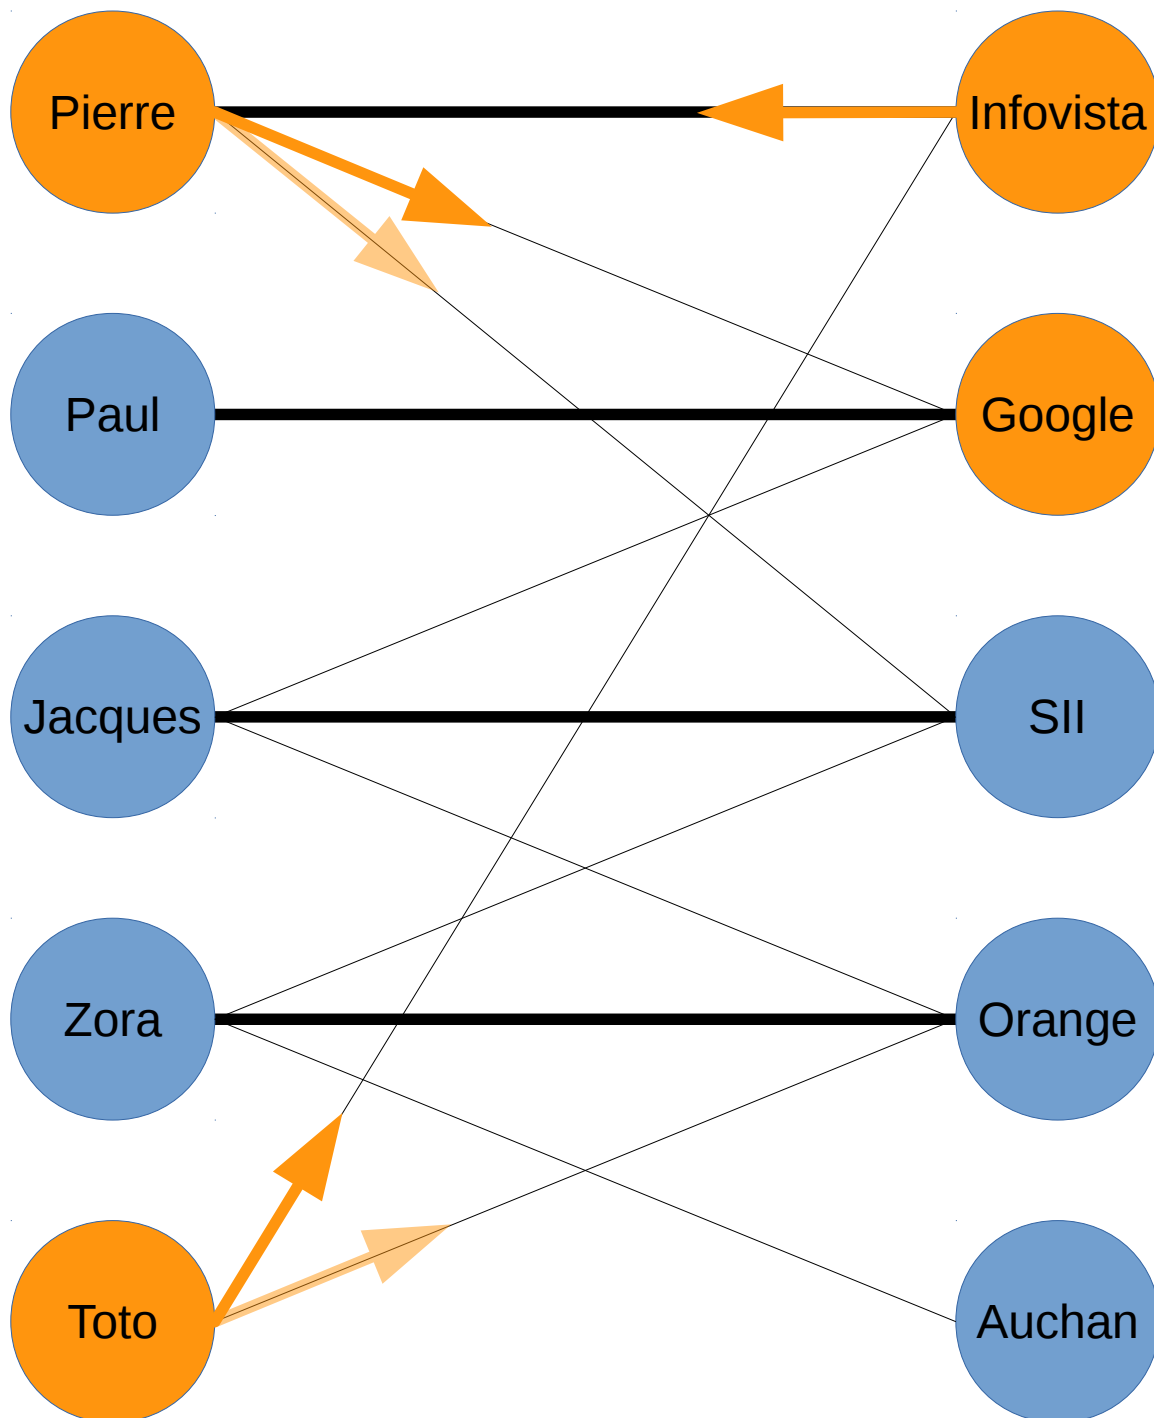 Pierre
Infovista
Paul
Google
Jacques
SII
Zora
Orange
Toto
Auchan